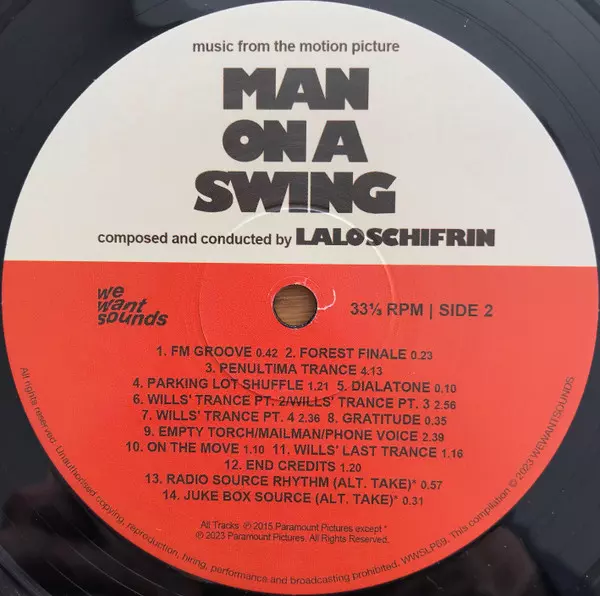 music from the motion picture
MAN
ON A
SWING
composed and conducted by LALO SCHIFRIN
we
want
sounds
33⅓ RPM | SIDE 2
1. FM GROOVE 0.42 2. FOREST FINALE 0.23
3. PENULTIMA TRANCE 4.13
4. PARKING LOT SHUFFLE 1.21 5. DIALATONE 0.10
6. WILLS' TRANCE PT. 2/WILLS' TRANCE PT. 3 2.56
7. WILLS' TRANCE PT. 4 2.36 8. GRATITUDE 0.35
9. EMPTY TORCH/MAILMAN/PHONE VOICE 2.39
10. ON THE MOVE 1.10 11. WILLS' LAST TRANCE 1.16
12. END CREDITS 1.20
13. RADIO SOURCE RHYTHM (ALT. TAKE)* 0.57
14. JUKE BOX SOURCE (ALT. TAKE)* 0.31
All Tracks ℗ 2015 Paramount Pictures except *
℗ 2023 Paramount Pictures. All Rights Reserved.
All rights reserved. Unauthorised copying, reproduction, hiring, performance and broadcasting prohibited. WWSLP69. This compilation © 2023 WEWANTSOUNDS